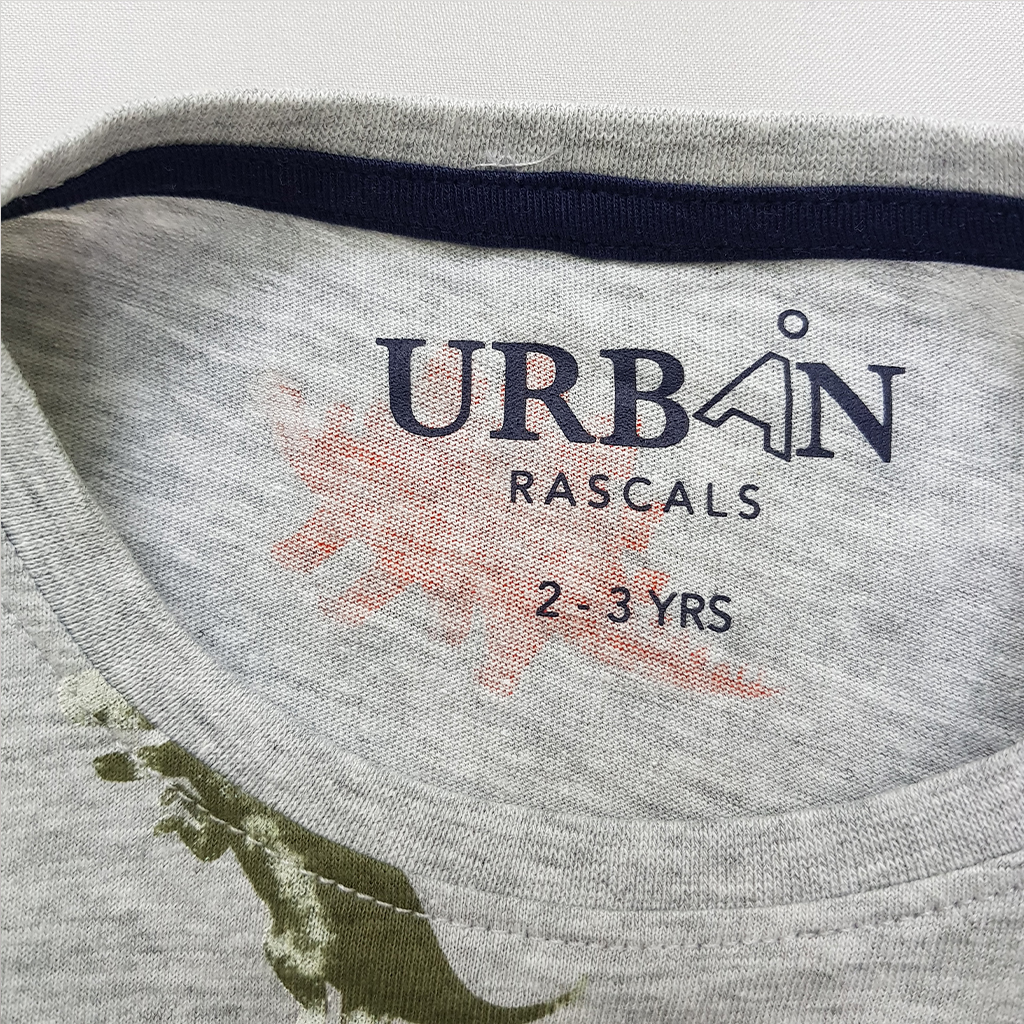 URBAN
RASCALS
2 - 3 YRS